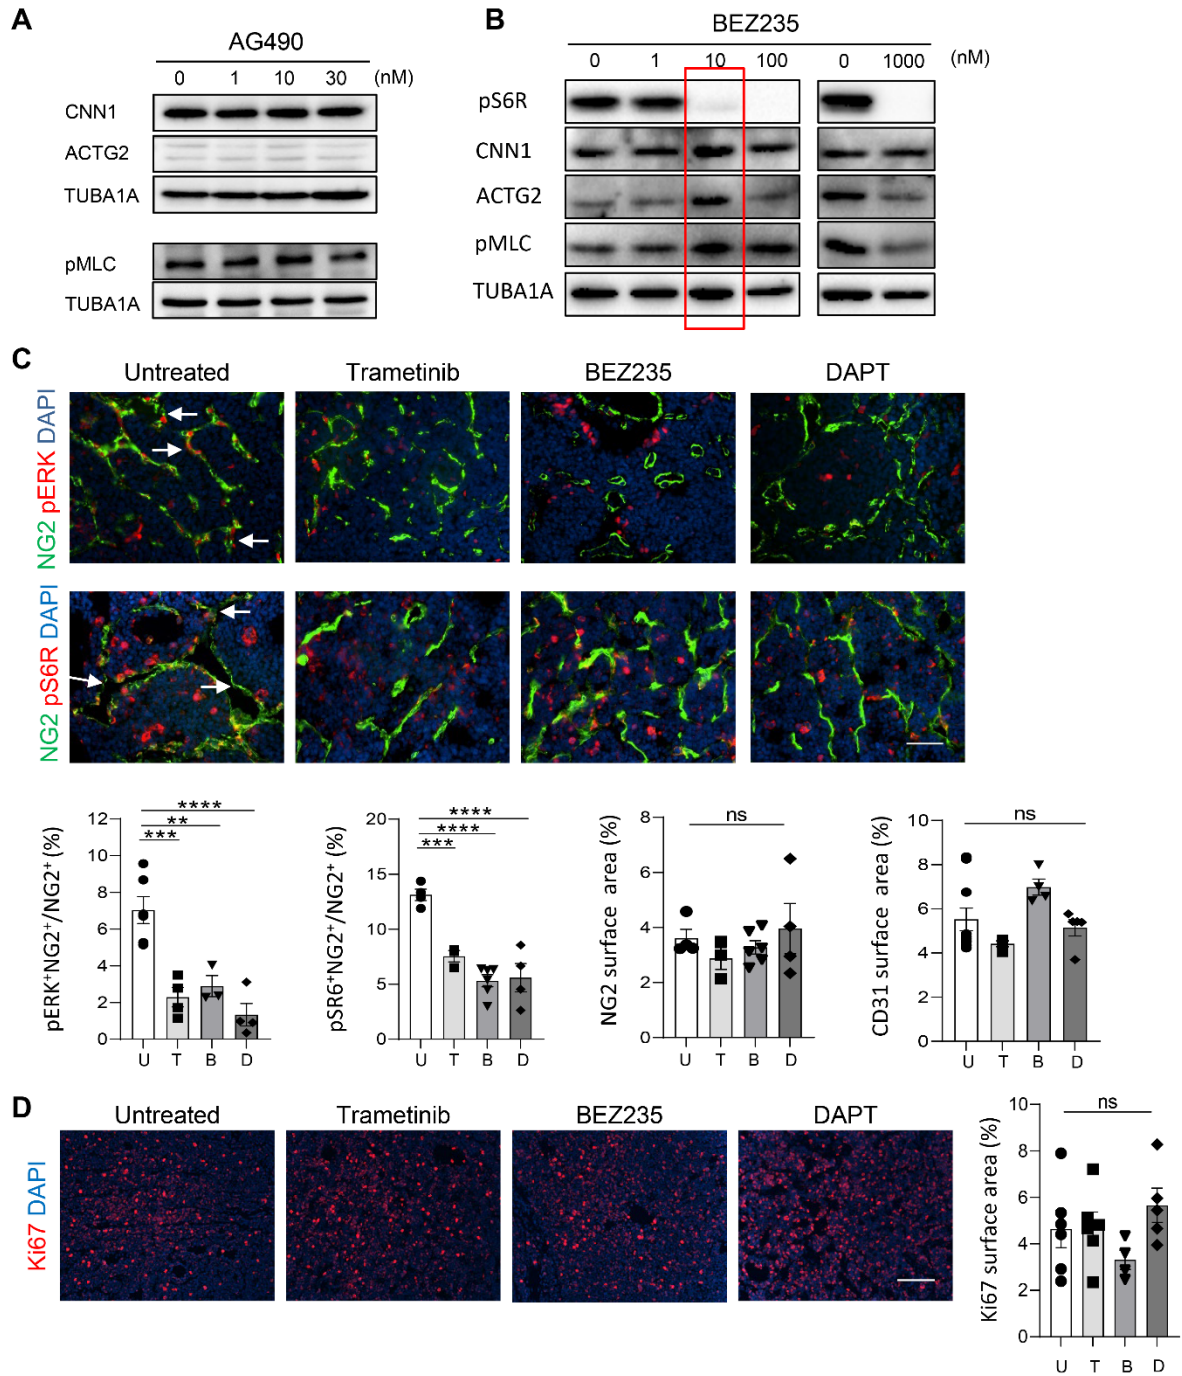 A
AG490
0 1 10 30 (nM)
CNN1
ACTG2
TUBA1A
pMLC
TUBA1A
B
BEZ235
0 1 10 100 0 1000 (nM)
pS6R
CNN1
ACTG2
pMLC
TUBA1A
C
Untreated Trametinib BEZ235 DAPT
NG2 pERK DAPI
NG2 pS6R DAPI
pERK⁺NG2⁺/NG2⁺ (%)
12
10
8
6
4
2
0
****
**
***
U T B D
pSR6⁺NG2⁺/NG2⁺ (%)
20
15
10
5
0
****
****
***
U T B D
NG2 surface area (%)
8
6
4
2
0
ns
U T B D
CD31 surface area (%)
10
8
6
4
2
0
ns
U T B D
D
Untreated Trametinib BEZ235 DAPT
Ki67 DAPI
Ki67 surface area (%)
10
8
6
4
2
0
ns
U T B D